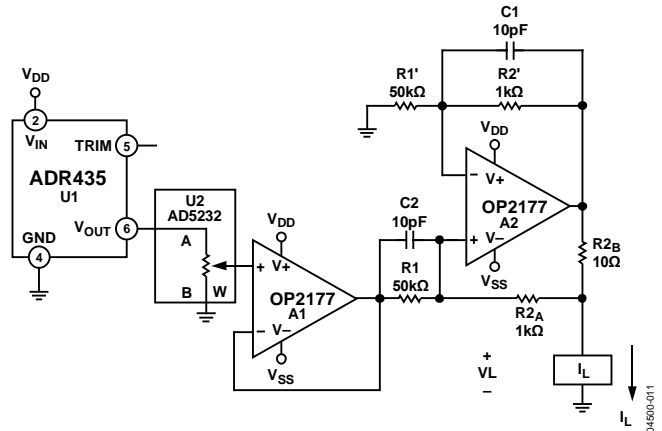 C1
10pF
R1'
50kΩ
R2'
1kΩ
VDD
2
VIN
TRIM
5
ADR435
U1
VOUT
6
GND
4
U2
AD5232
A
B
W
VDD
+
V+
OP2177
A1
−
V−
VSS
C2
10pF
R1
50kΩ
VDD
−
V+
OP2177
A2
+
V−
VSS
R2B
10Ω
R2A
1kΩ
+
VL
−
IL
IL
04500-011